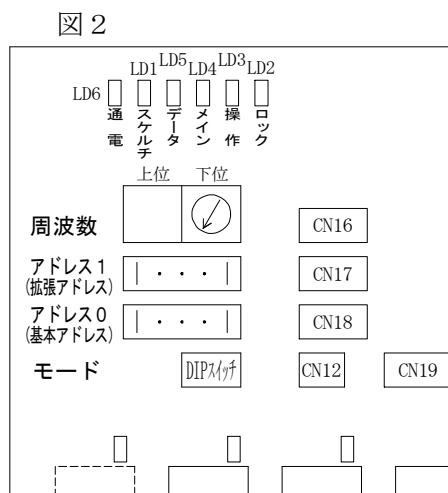 図2
LD6 LD1 LD5 LD4 LD3 LD2
通電 スケルチ データ メイン 操作 ロック
上位 下位
周波数 CN16
アドレス1
(拡張アドレス) CN17
アドレス0
(基本アドレス) CN18
モード DIPスイッチ CN12 CN19